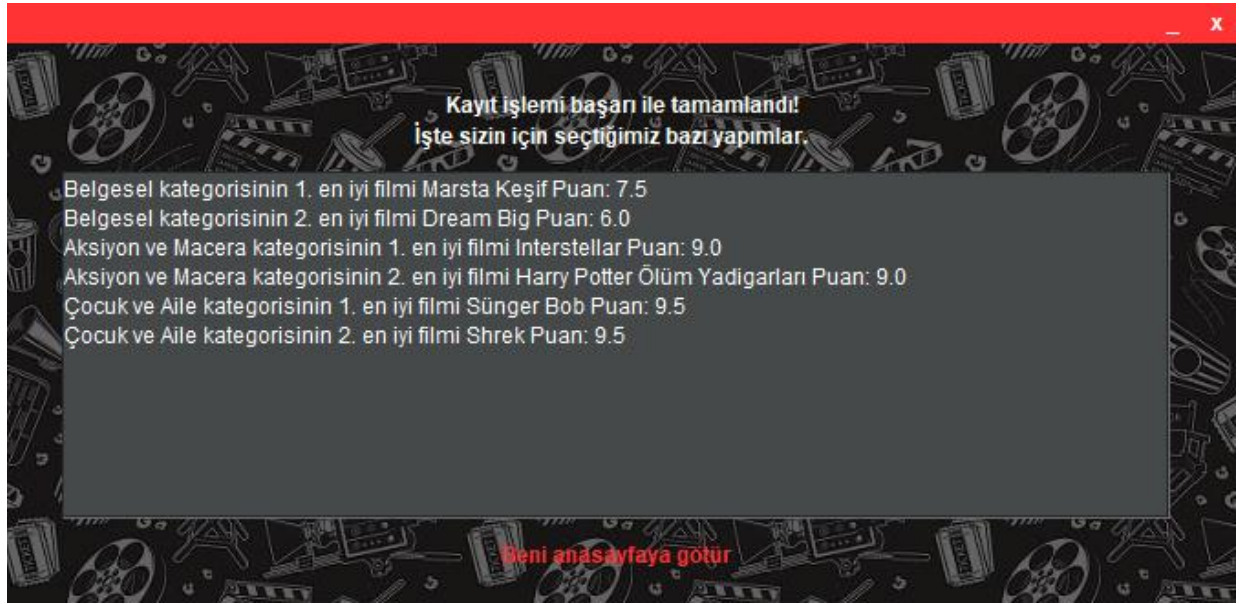 _ x
Kayıt işlemi başarı ile tamamlandı!
İşte sizin için seçtiğimiz bazı yapımlar.
Belgesel kategorisinin 1. en iyi filmi Marsta Keşif Puan: 7.5
Belgesel kategorisinin 2. en iyi filmi Dream Big Puan: 6.0
Aksiyon ve Macera kategorisinin 1. en iyi filmi Interstellar Puan: 9.0
Aksiyon ve Macera kategorisinin 2. en iyi filmi Harry Potter Ölüm Yadigarları Puan: 9.0
Çocuk ve Aile kategorisinin 1. en iyi filmi Sünger Bob Puan: 9.5
Çocuk ve Aile kategorisinin 2. en iyi filmi Shrek Puan: 9.5
Beni anasayfaya götür